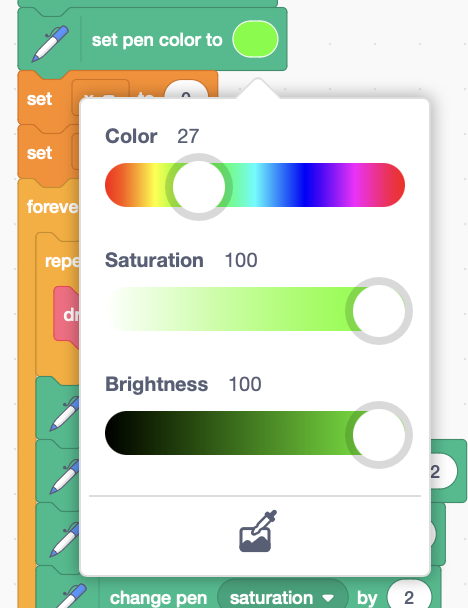 set pen color to
set
to
set
Color 27
foreve
repe
Saturation 100
dr
Brightness 100
2
change pen saturation by 2